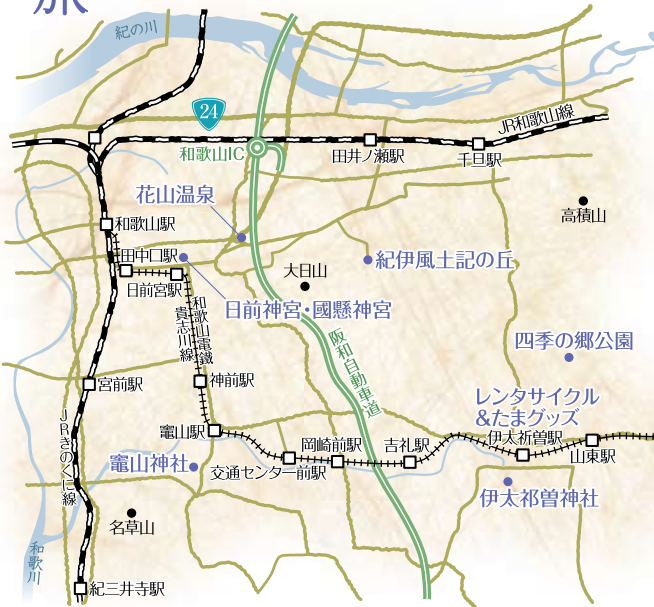 旅
紀の川
24
JR和歌山線
和歌山IC
田井ノ瀬駅
千旦駅
花山温泉
高積山
和歌山駅
田中口駅
紀伊風土記の丘
大日山
日前宮駅
日前神宮・國懸神宮
和歌山電鐵
貴志川線
阪和自動車道
四季の郷公園
宮前駅
神前駅
レンタサイクル
&たまグッズ
JRきのくに線
竈山駅
岡崎前駅
吉礼駅
伊太祈曽駅
山東駅
竈山神社
交通センター前駅
伊太祁曽神社
名草山
和歌川
紀三井寺駅